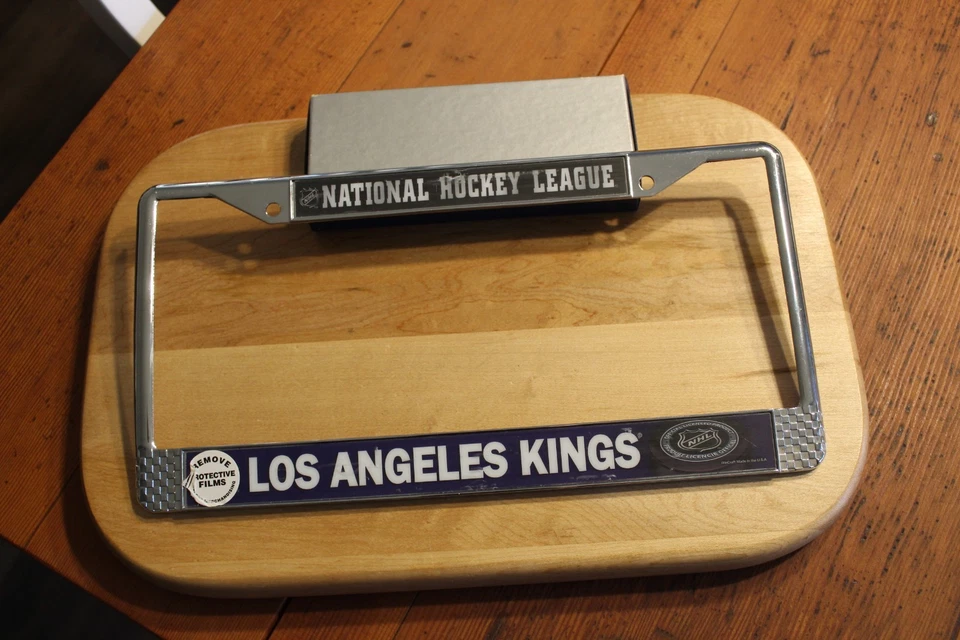 NATIONAL HOCKEY LEAGUE
LOS ANGELES KINGS®
REMOVE
PROTECTIVE
FILMS
NHL